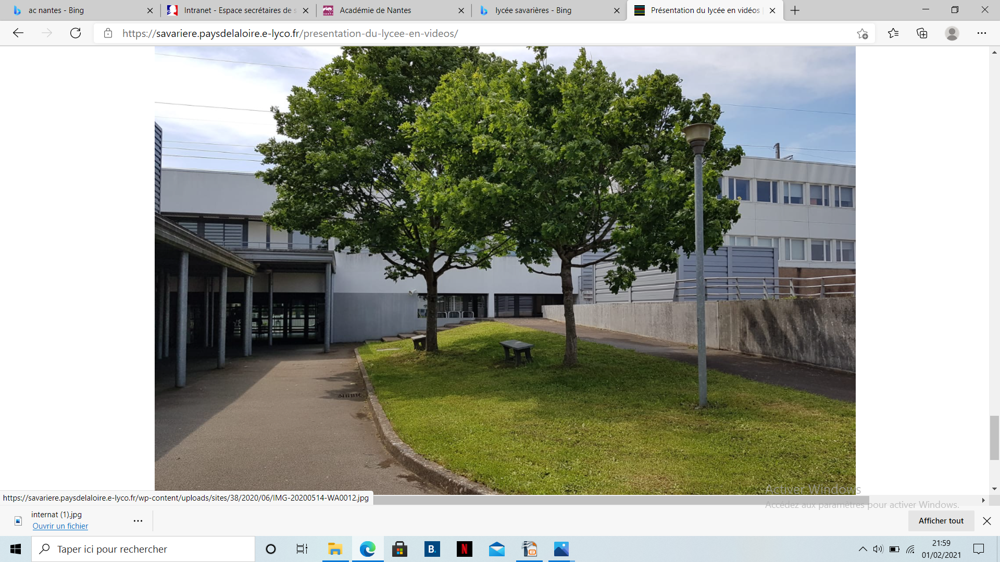 ac nantes - Bing
Intranet - Espace secrétaires de s
Académie de Nantes
lycée savarières - Bing
Présentation du lycée en vidéos
https://savariere.paysdelaloire.e-lyco.fr/presentation-du-lycee-en-videos/
https://savariere.paysdelaloire.e-lyco.fr/wp-content/uploads/sites/38/2020/06/IMG-20200514-WA0012.jpg
Activer Windows
Accédez aux paramètres pour activer Windows.
internat (1).jpg
Ouvrir un fichier
Afficher tout
Taper ici pour rechercher
B.
N
21:59
01/02/2021